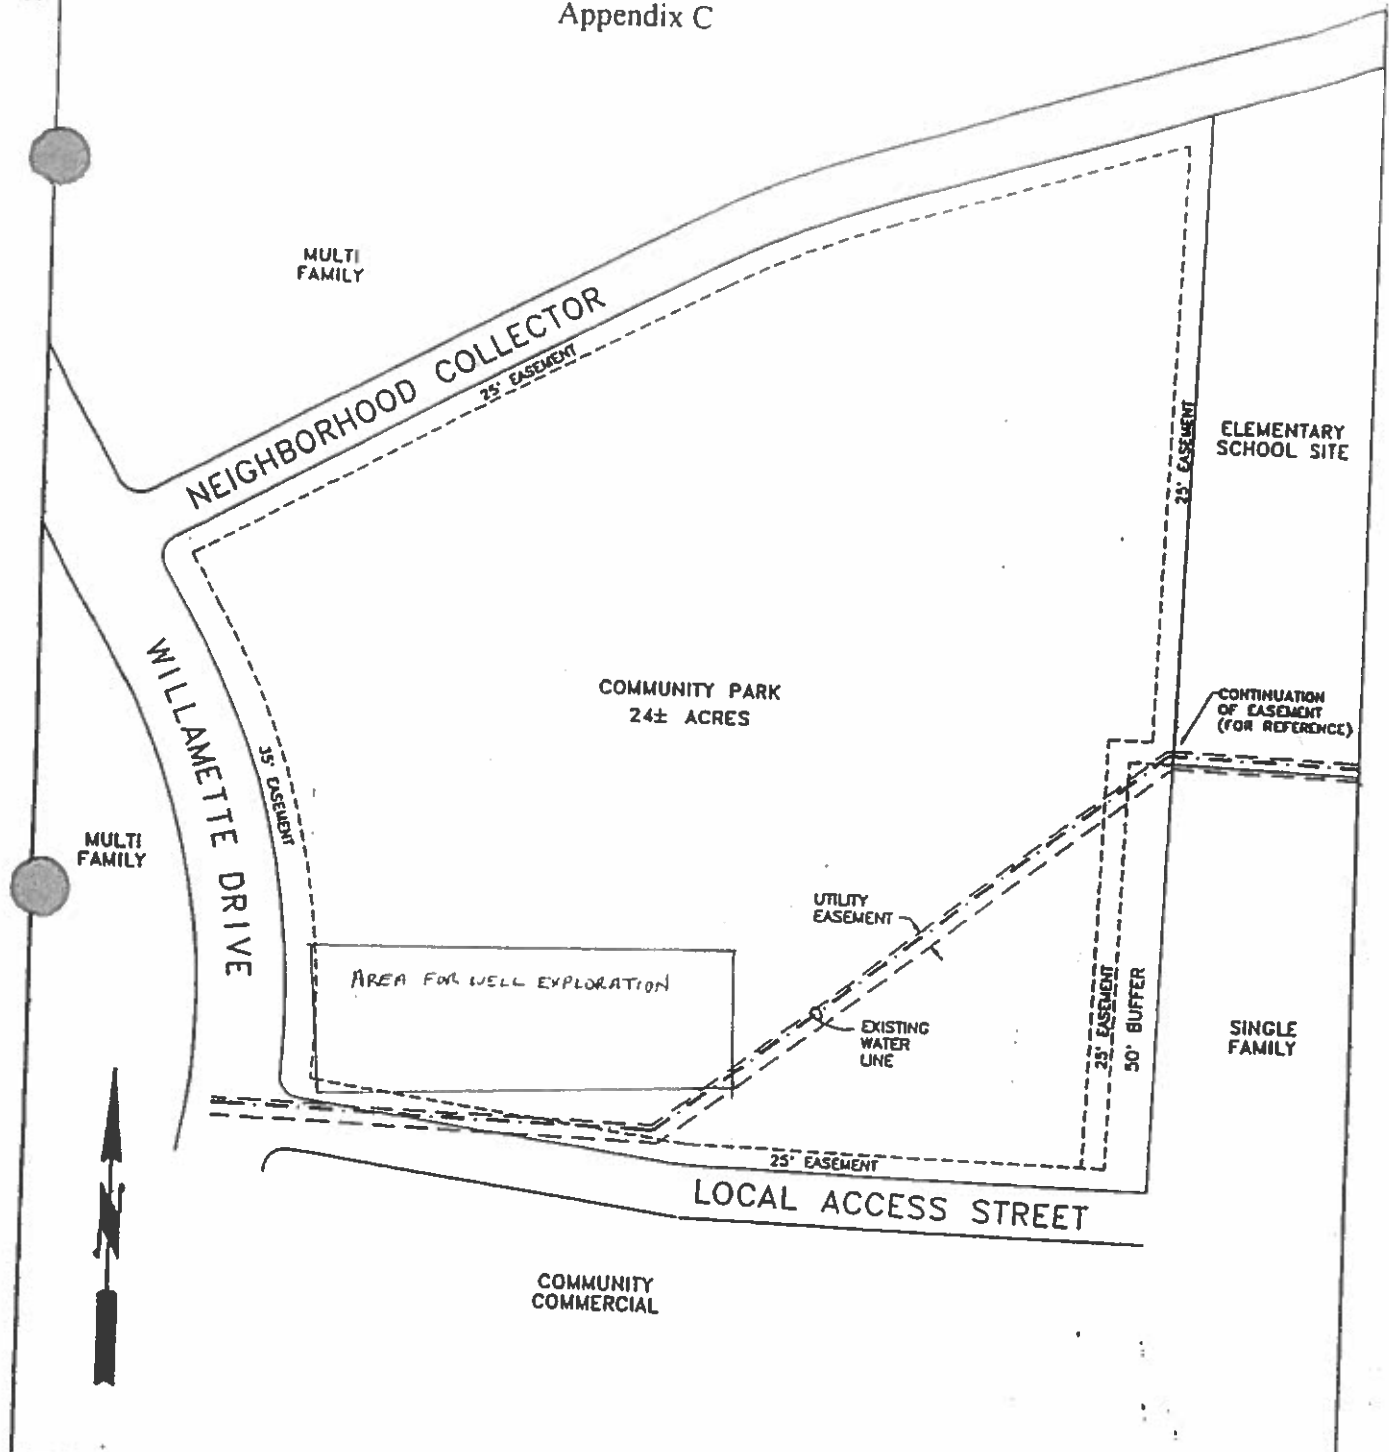 Appendix C
MULTI
FAMILY
NEIGHBORHOOD COLLECTOR
25' EASEMENT
25' EASEMENT
ELEMENTARY
SCHOOL SITE
WILLAMETTE DRIVE
35' EASEMENT
COMMUNITY PARK
24± ACRES
CONTINUATION
OF EASEMENT
(FOR REFERENCE)
MULTI
FAMILY
UTILITY
EASEMENT
AREA FOR WELL EXPLORATION
EXISTING
WATER
LINE
25' EASEMENT
50' BUFFER
SINGLE
FAMILY
25' EASEMENT
LOCAL ACCESS STREET
N
COMMUNITY
COMMERCIAL